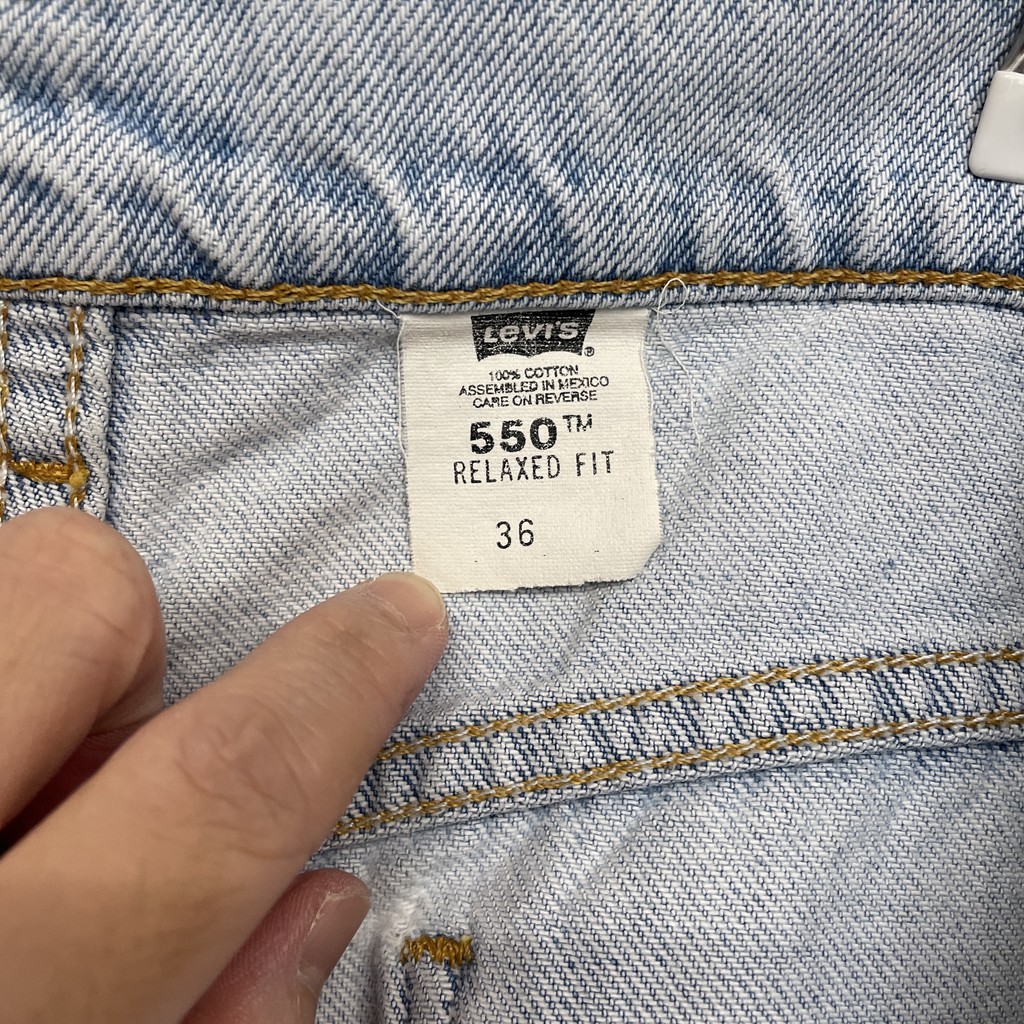 Levi's ®
100% COTTON
ASSEMBLED IN MEXICO
CARE ON REVERSE
550™
RELAXED FIT
36